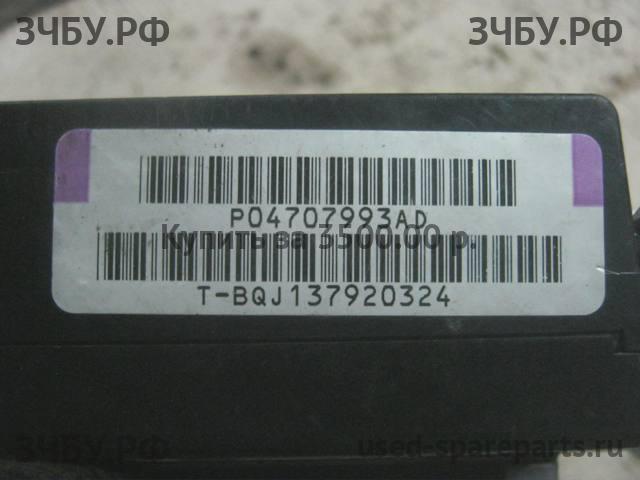 ЗЧБУ.РФ ЗЧБУ.РФ
P04707993AD
Купить за 3500.00 р.
T-BQJ137920324
ЗЧБУ.РФ used-spareparts.ru